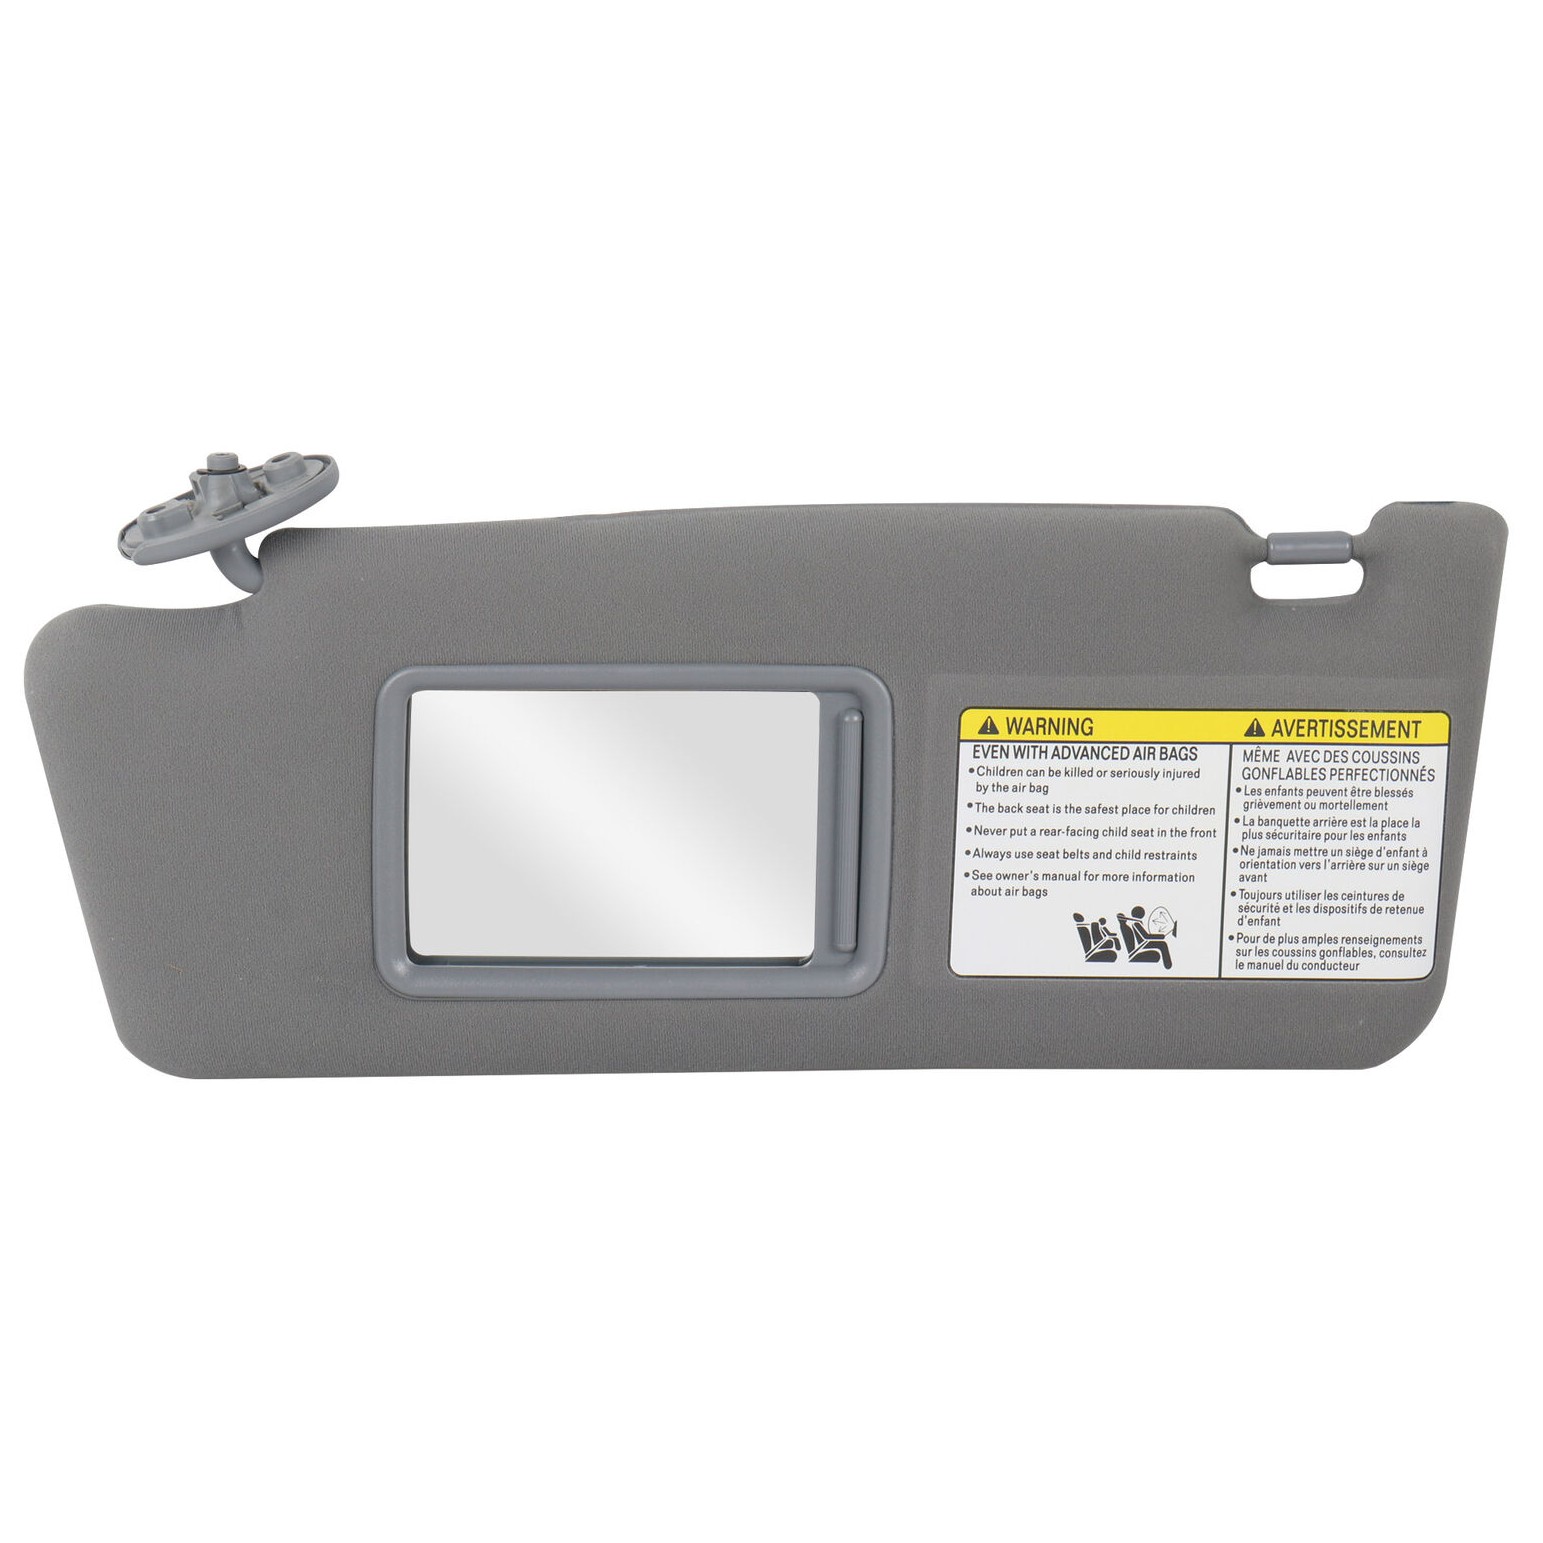 WARNING
EVEN WITH ADVANCED AIR BAGS
•Children can be killed or seriously injured
by the air bag
•The back seat is the safest place for children
•Never put a rear-facing child seat in the front
•Always use seat belts and child restraints
•See owner's manual for more information
about air bags
AVERTISSEMENT
MÊME AVEC DES COUSSINS
GONFLABLES PERFECTIONNÉS
•Les enfants peuvent être blessés
grièvement ou mortellement
•La banquette arrière est la place la
plus sécuritaire pour les enfants
•Ne jamais mettre un siège d'enfant à
orientation vers l'arrière sur un siège
avant
•Toujours utiliser les ceintures de
sécurité et les dispositifs de retenue
d'enfant
•Pour de plus amples renseignements
sur les coussins gonflables, consultez
le manuel du conducteur